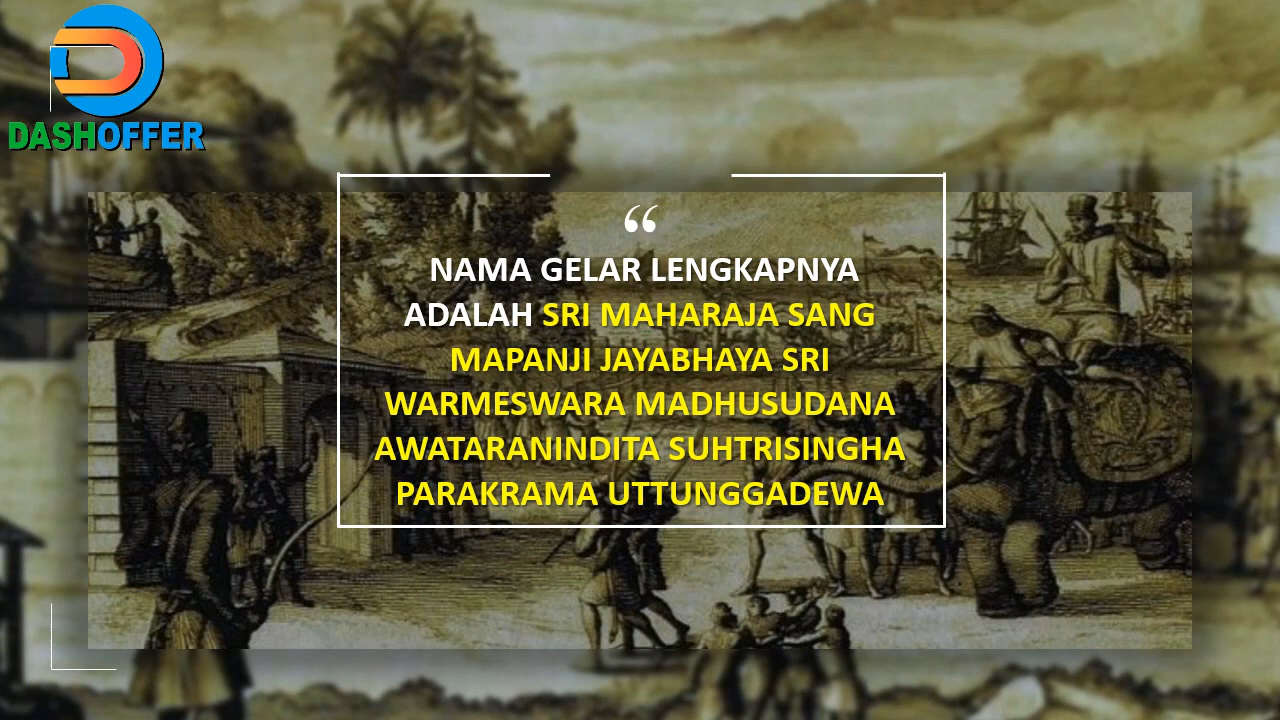 DASHOFFER
“
NAMA GELAR LENGKAPNYA
ADALAH SRI MAHARAJA SANG
MAPANJI JAYABHAYA SRI
WARMESWARA MADHUSUDANA
AWATARANINDITA SUHTRISINGHA
PARAKRAMA UTTUNGGADEWA